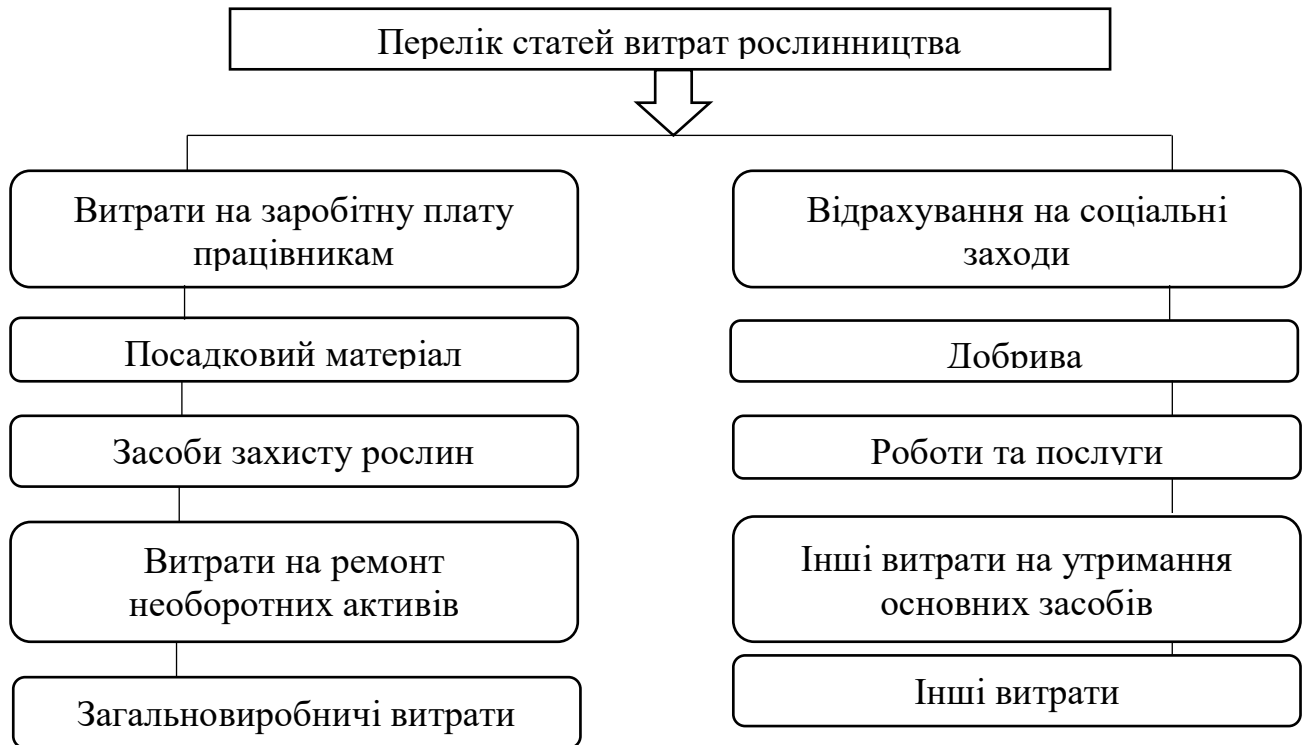 Перелік статей витрат рослинництва
Витрати на заробітну плату
працівникам
Відрахування на соціальні
заходи
Посадковий матеріал
Добрива
Засоби захисту рослин
Роботи та послуги
Витрати на ремонт
необоротних активів
Інші витрати на утримання
основних засобів
Загальновиробничі витрати
Інші витрати